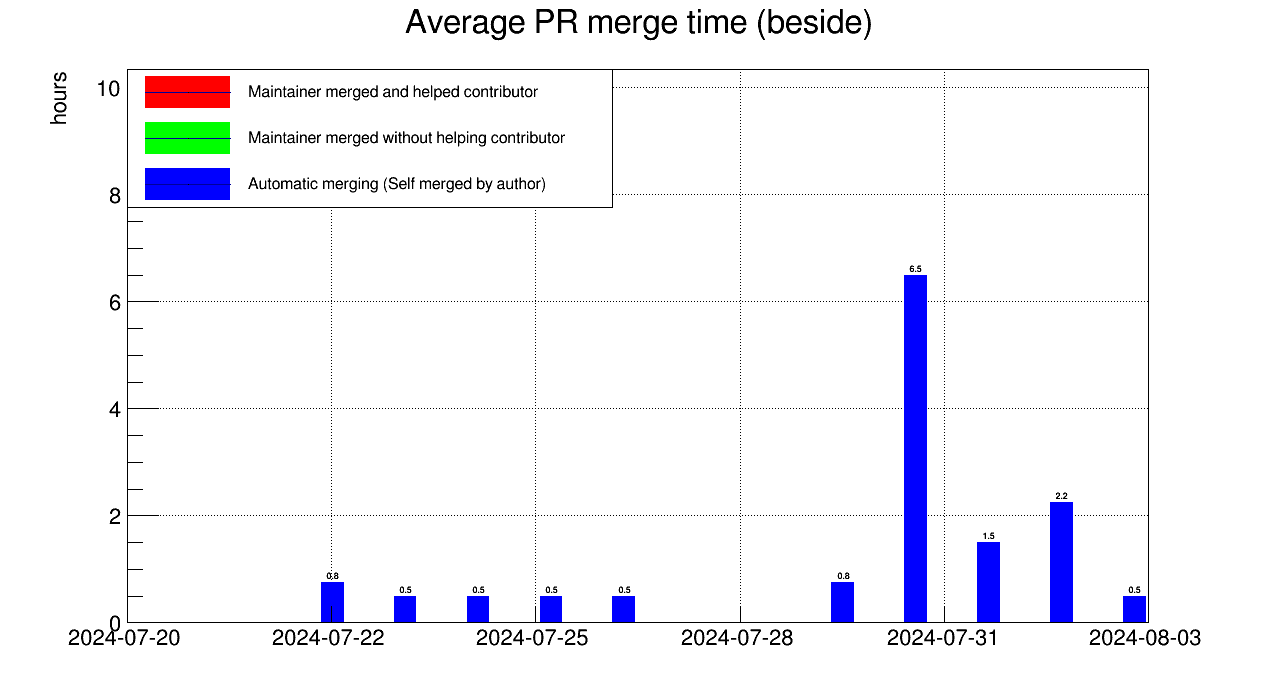 Average PR merge time (beside)
hours
Maintainer merged and helped contributor
Maintainer merged without helping contributor
Automatic merging (Self merged by author)
10
8
6
4
2
0
0.8
0.5
0.5
0.5
0.5
0.8
6.5
1.5
2.2
0.5
2024-07-20 2024-07-22 2024-07-25 2024-07-28 2024-07-31 2024-08-03